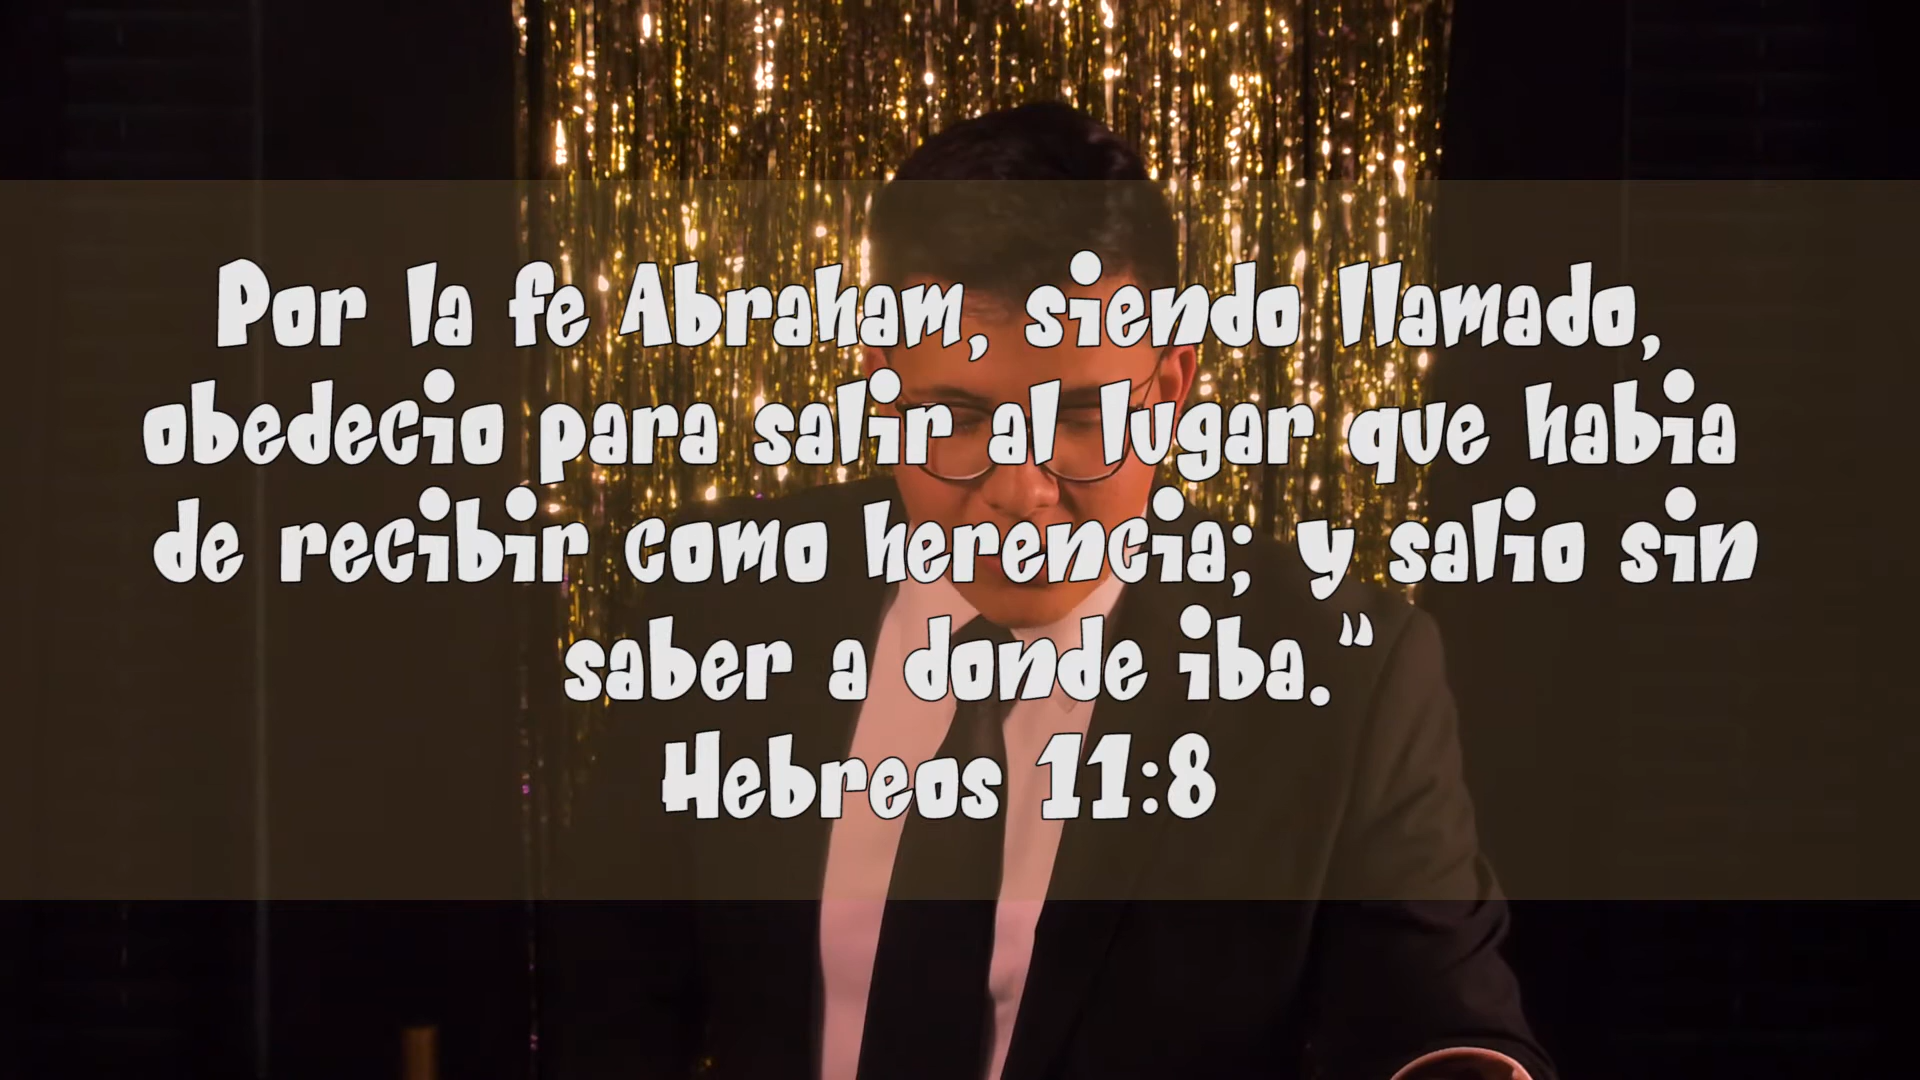 Por la fe Abraham, siendo llamado,
obedecio para salir al lugar que habia
de recibir como herencia; y salio sin
saber a donde iba.”
Hebreos 11:8